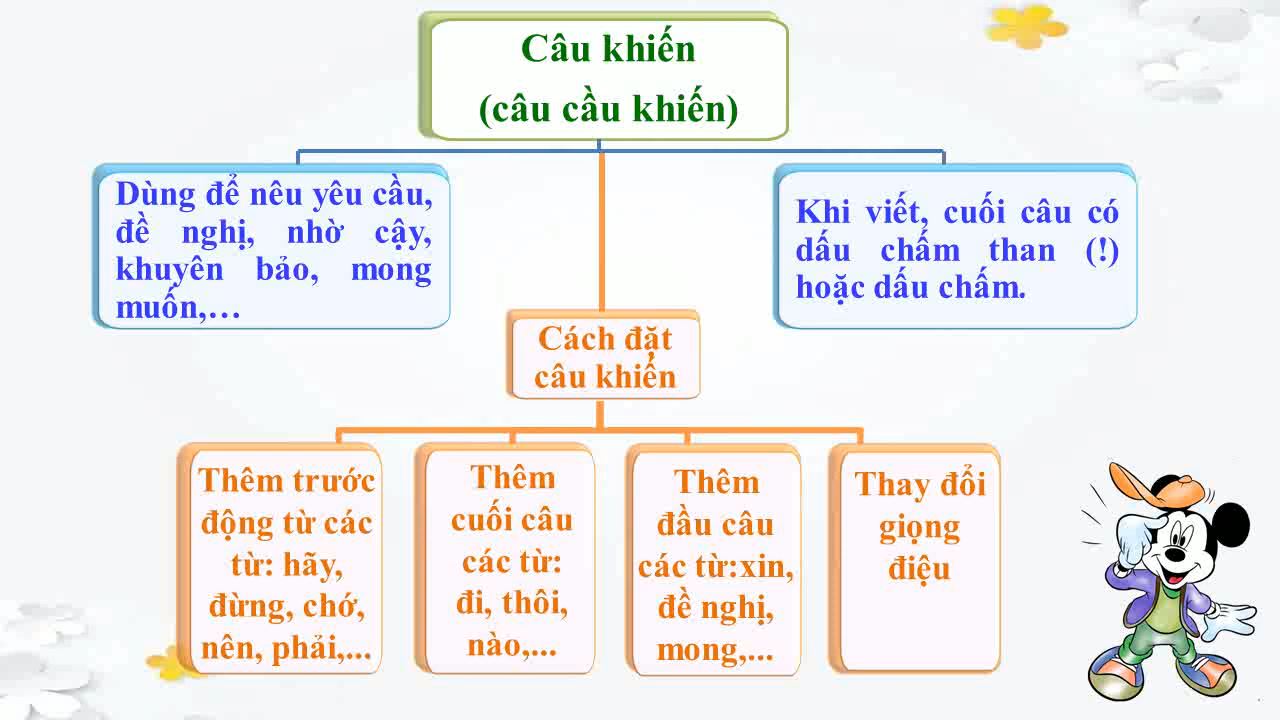 Câu khiến
(câu cầu khiến)
Dùng để nêu yêu cầu,
đề nghị, nhờ cậy,
khuyên bảo, mong
muốn,…
Khi viết, cuối câu có
dấu chấm than (!)
hoặc dấu chấm.
Cách đặt
câu khiến
Thêm trước
động từ các
từ: hãy,
đừng, chớ,
nên, phải,...
Thêm
cuối câu
các từ:
đi, thôi,
nào,...
Thêm
đầu câu
các từ:xin,
đề nghị,
mong,...
Thay đổi
giọng
điệu